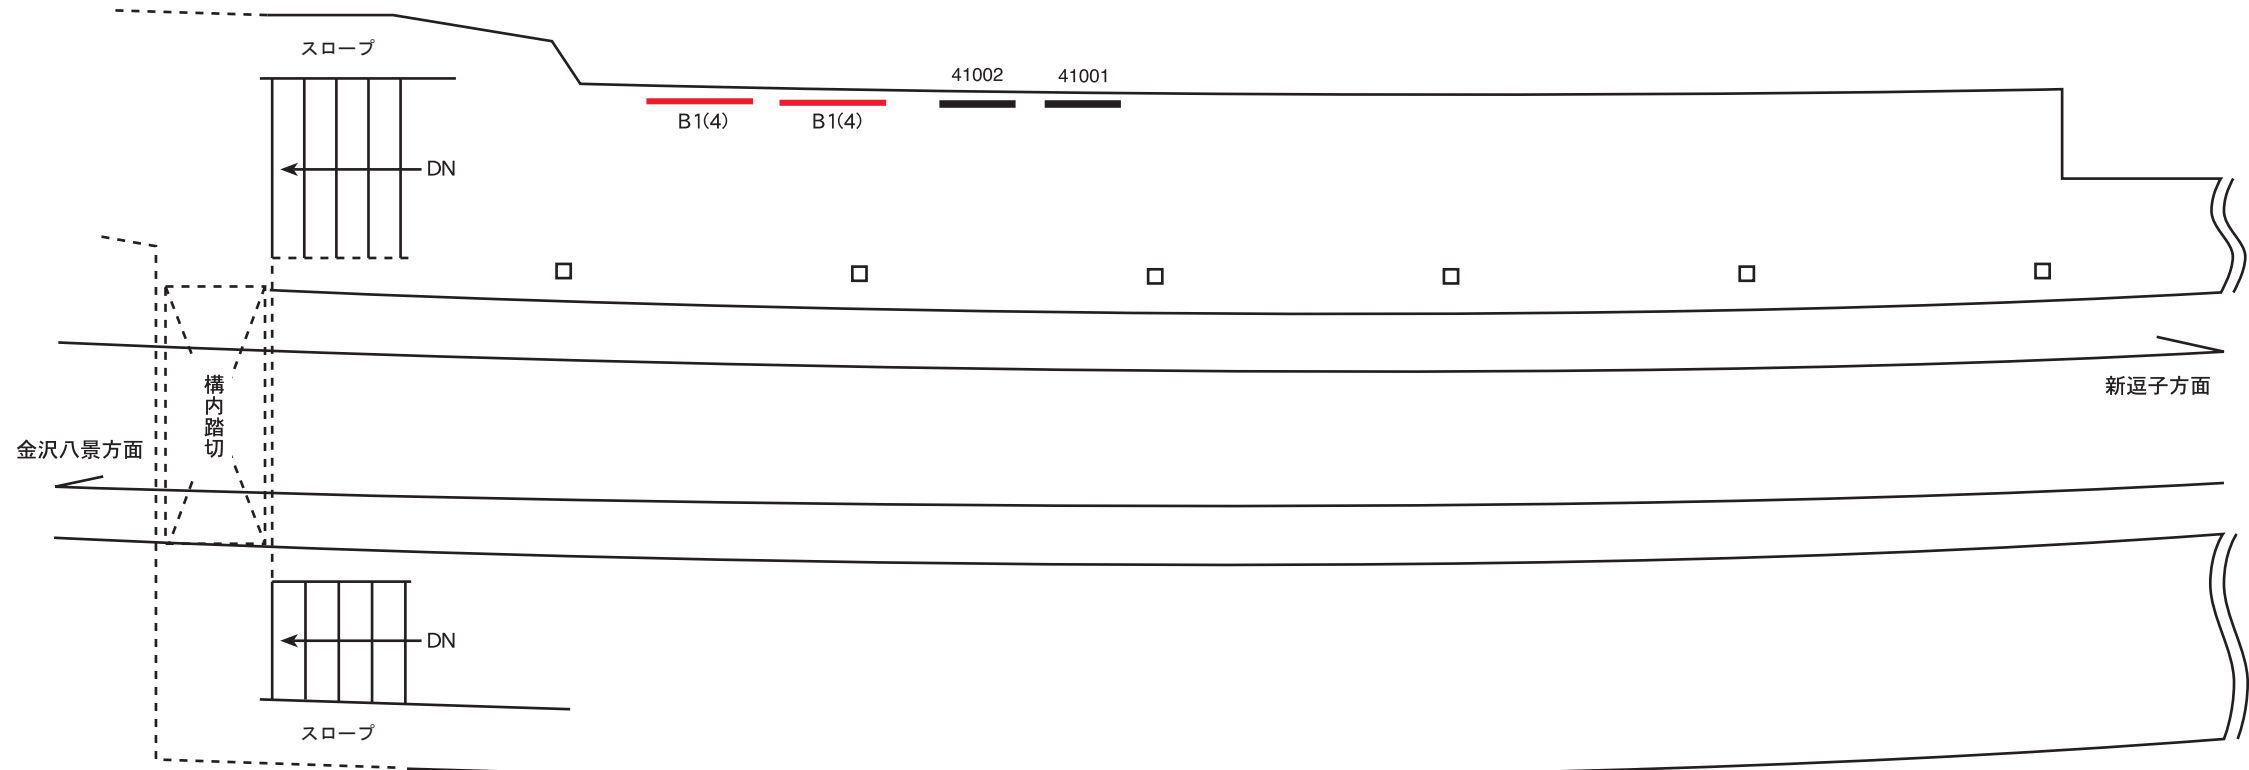 スロープ
41002
41001
B1(4)
B1(4)
DN
構内踏切
新逗子方面
金沢八景方面
DN
スロープ